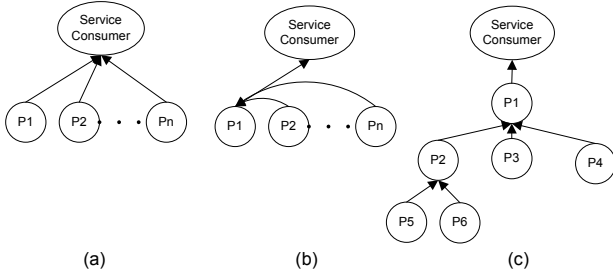 Service
Consumer
P1
P2
. . .
Pn
(a)
Service
Consumer
P1
P2
. . .
Pn
(b)
Service
Consumer
P1
P2
P3
P4
P5
P6
(c)